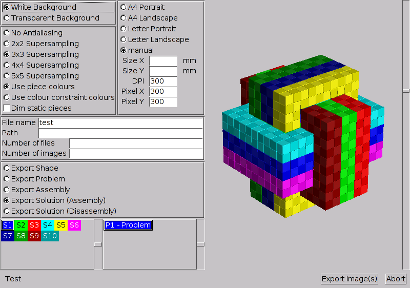 White Background
Transparent Background
No Antialiasing
2x2 Supersampling
3x3 Supersampling
4x4 Supersampling
5x5 Supersampling
Use piece colours
Use colour constraint colours
Dim static pieces
A4 Portrait
A4 Landscape
Letter Portrait
Letter Landscape
manual
Size X mm
Size Y mm
DPI 300
Pixel X 300
Pixel Y 300
File name test
Path
Number of files
Number of images
Export Shape
Export Problem
Export Assembly
Export Solution (Assembly)
Export Solution (Disassembly)
S1 S2 S3 S4 S5 S6
S7 S8 S9 S10
P1 - Problem
Test
Export Image(s)
Abort